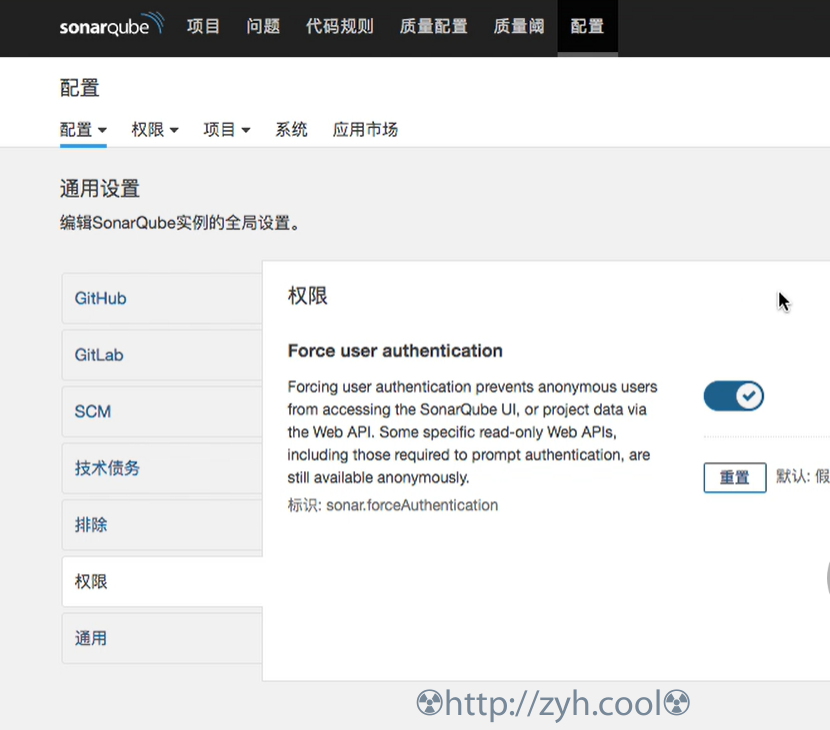 sonarqube 项目 问题 代码规则 质量配置 质量阈 配置
配置
配置 权限 项目 系统 应用市场
通用设置
编辑SonarQube实例的全局设置。
GitHub
GitLab
SCM
技术债务
排除
权限
通用
权限
Force user authentication
Forcing user authentication prevents anonymous users
from accessing the SonarQube UI, or project data via
the Web API. Some specific read-only Web APIs,
including those required to prompt authentication, are
still available anonymously.
标识: sonar.forceAuthentication
重置 默认: 假
☢http://zyh.cool☢